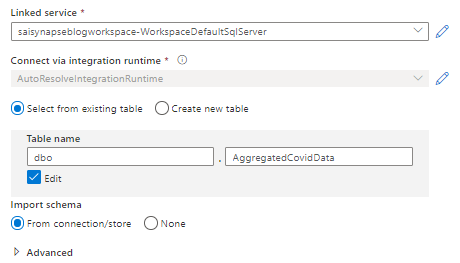 Linked service *
saisynapseblogworkspace-WorkspaceDefaultSqlServer
Connect via integration runtime *
AutoResolveIntegrationRuntime
Select from existing table Create new table
Table name
dbo . AggregatedCovidData
Edit
Import schema
From connection/store None
Advanced